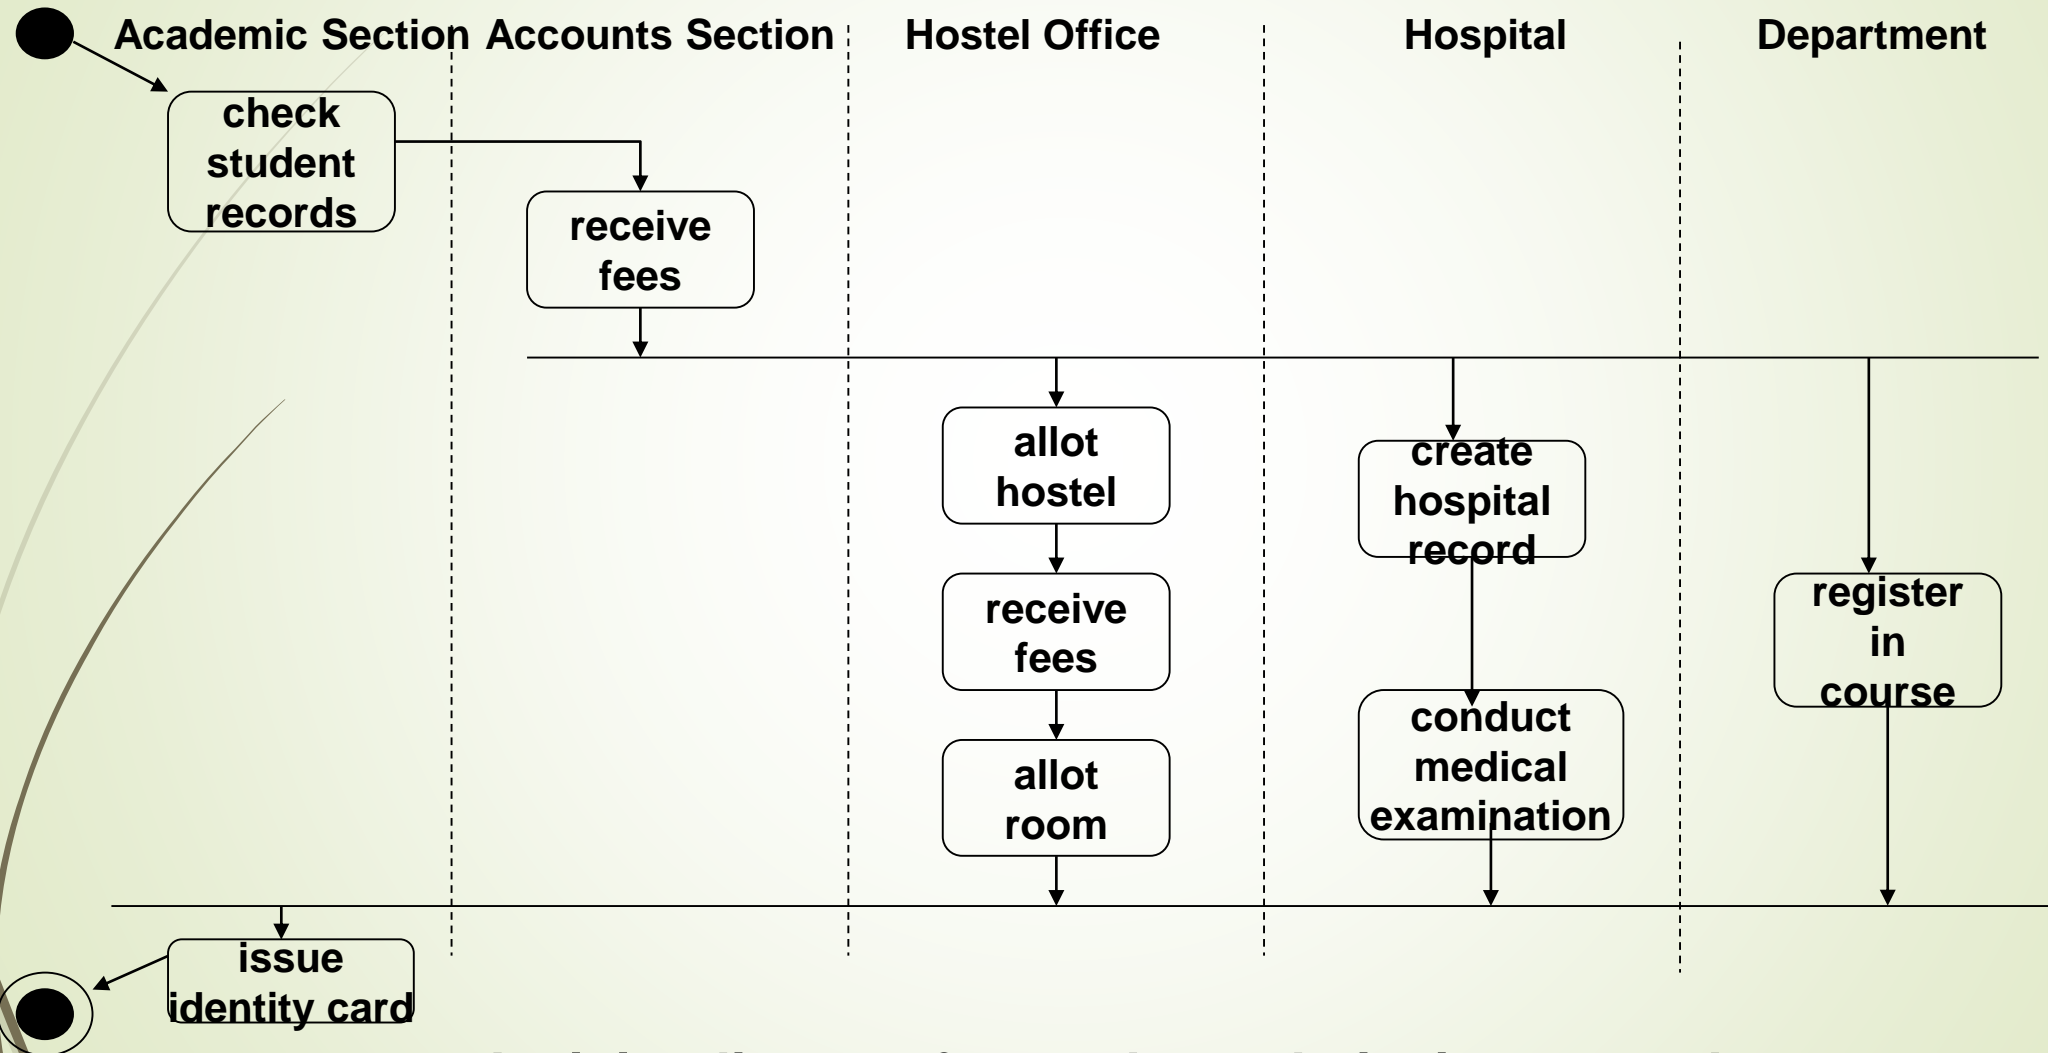 Academic Section
Accounts Section
Hostel Office
Hospital
Department
check
student
records
receive
fees
allot
hostel
receive
fees
allot
room
create
hospital
record
conduct
medical
examination
register
in
course
issue
identity card